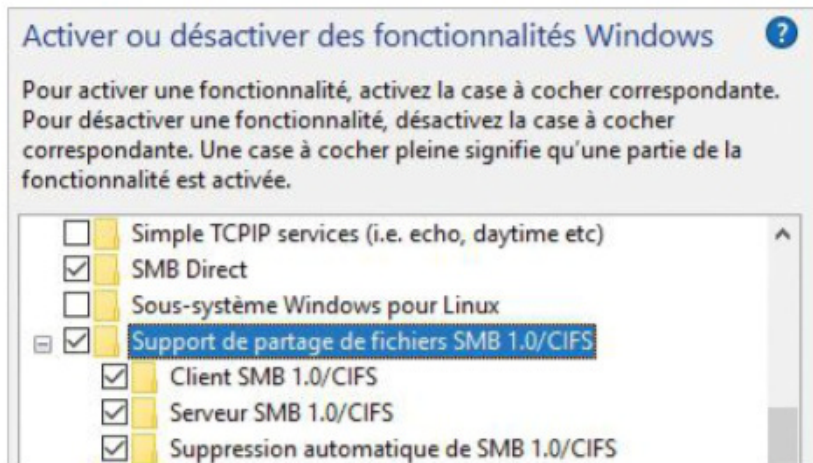 Activer ou désactiver des fonctionnalités Windows
?
Pour activer une fonctionnalité, activez la case à cocher correspondante.
Pour désactiver une fonctionnalité, désactivez la case à cocher
correspondante. Une case à cocher pleine signifie qu'une partie de la
fonctionnalité est activée.
Simple TCPIP services (i.e. echo, daytime etc)
SMB Direct
Sous-système Windows pour Linux
Support de partage de fichiers SMB 1.0/CIFS
Client SMB 1.0/CIFS
Serveur SMB 1.0/CIFS
Suppression automatique de SMB 1.0/CIFS